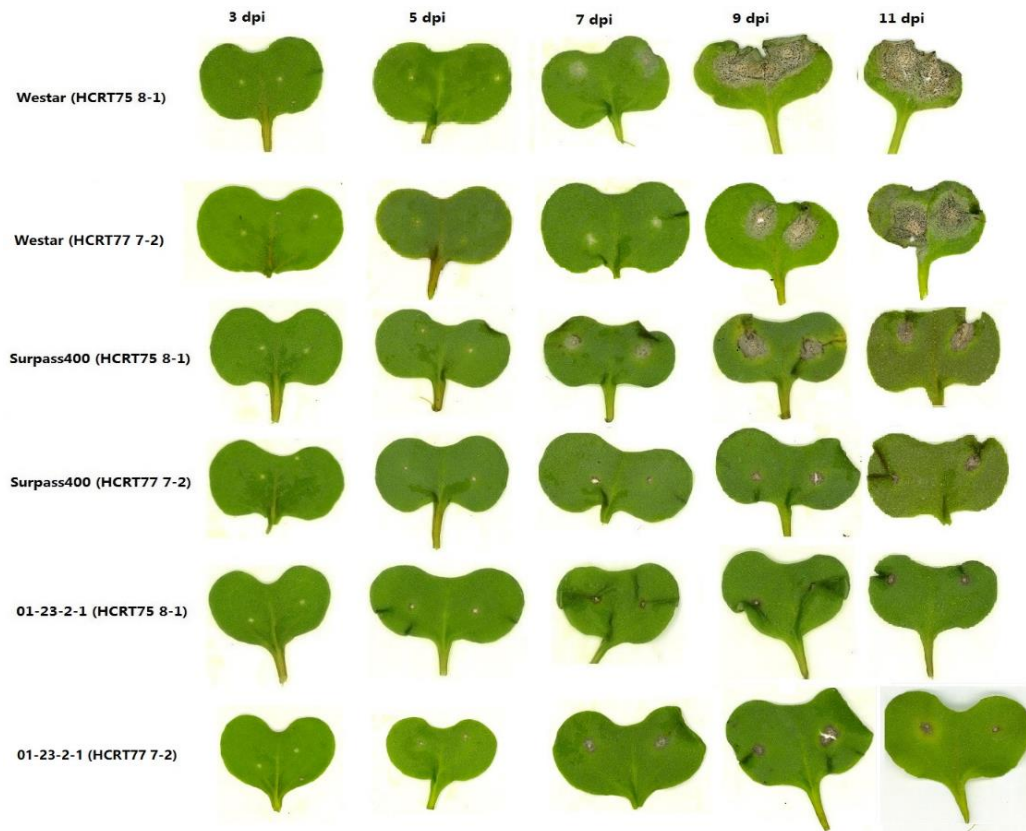 3 dpi 5 dpi 7 dpi 9 dpi 11 dpi
Westar (HCRT75 8-1)
Westar (HCRT77 7-2)
Surpass400 (HCRT75 8-1)
Surpass400 (HCRT77 7-2)
01-23-2-1 (HCRT75 8-1)
01-23-2-1 (HCRT77 7-2)